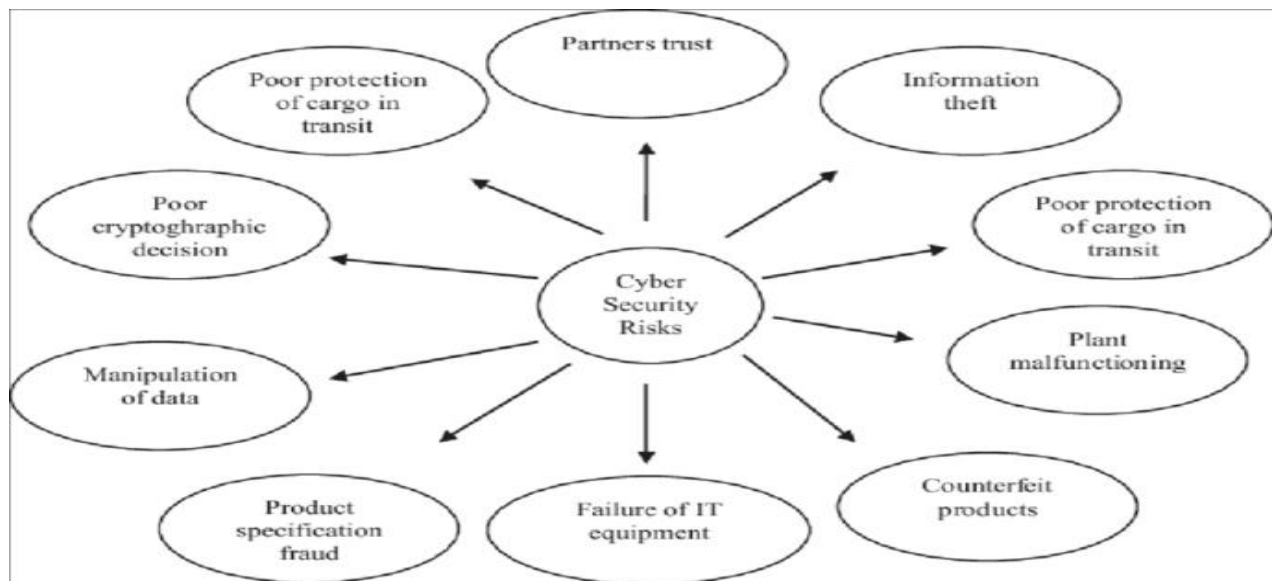 Partners trust
Poor protection
of cargo in
transit
Information
theft
Poor
cryptoghraphic
decision
Poor protection
of cargo in
transit
Cyber
Security
Risks
Plant
malfunctioning
Manipulation
of data
Counterfeit
products
Product
specification
fraud
Failure of IT
equipment